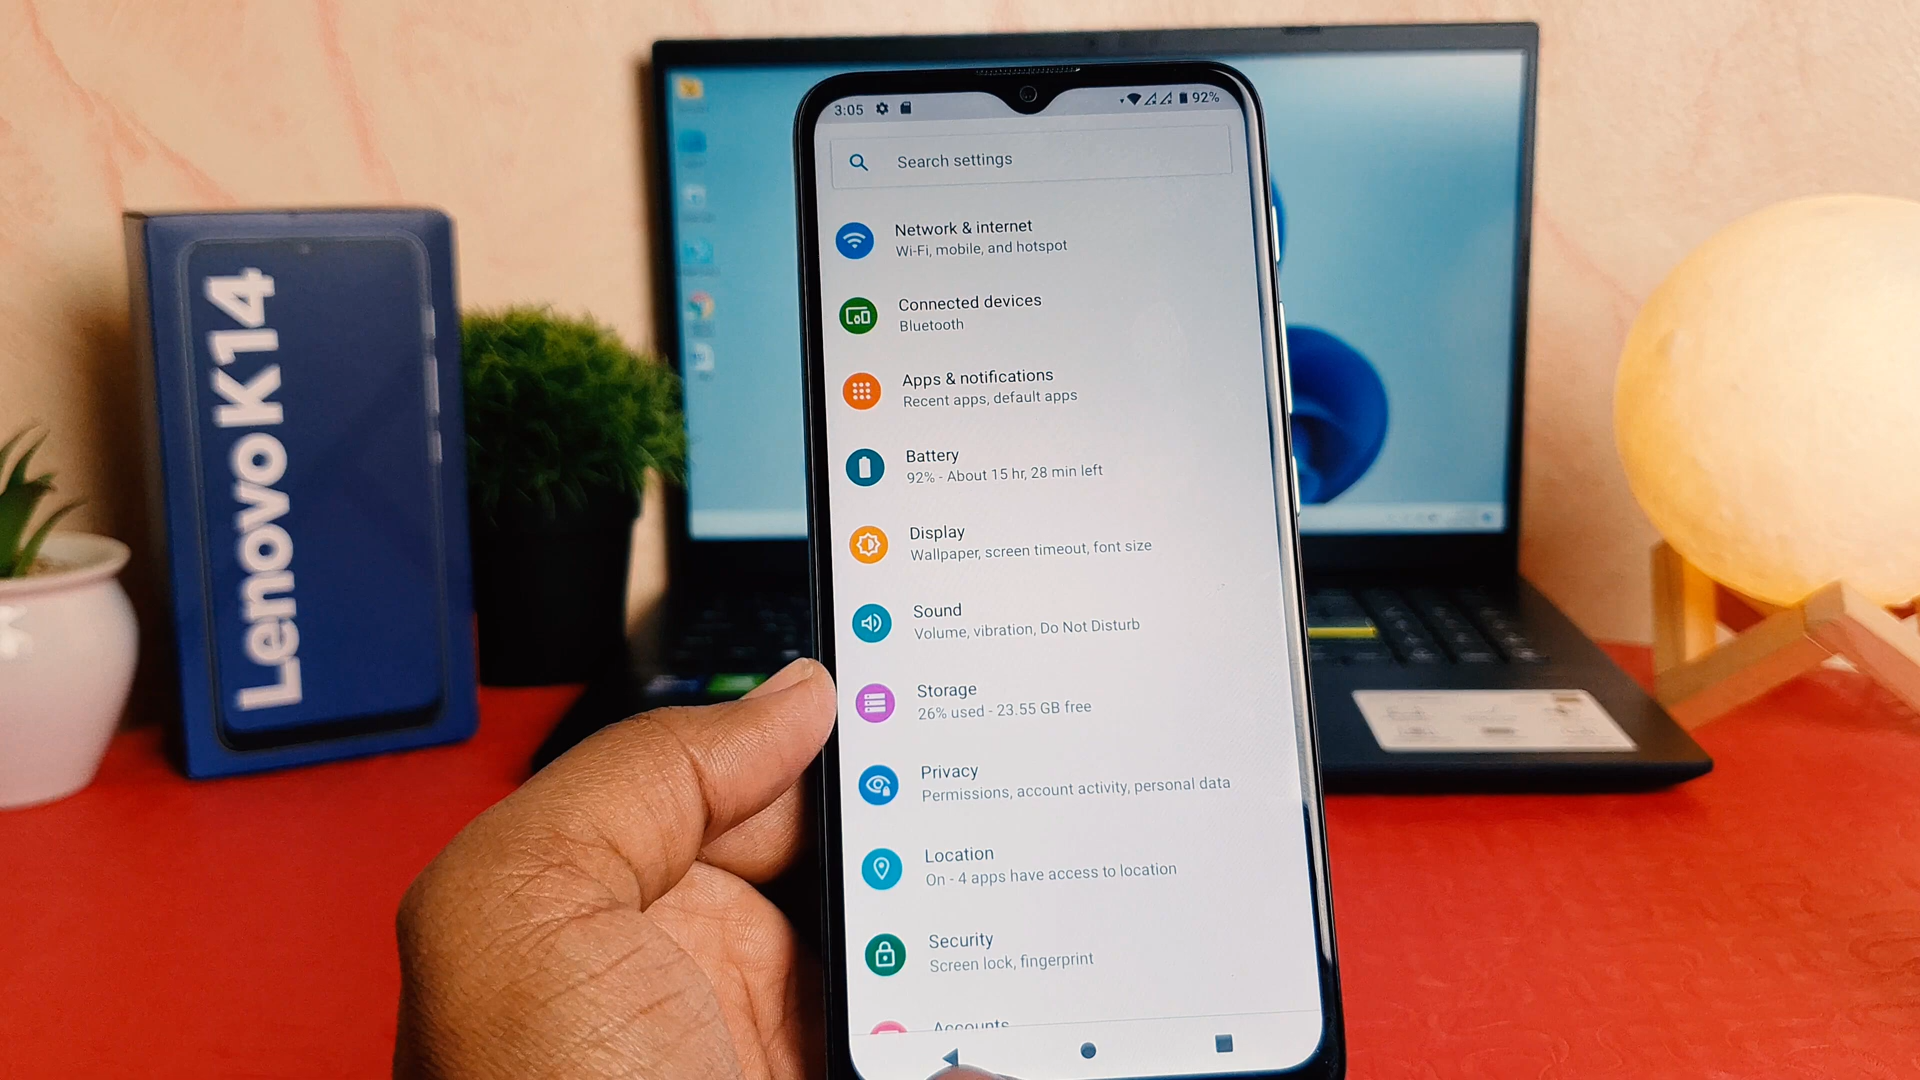 Lenovo K14
3:05
92%
Search settings
Network & internet
Wi-Fi, mobile, and hotspot
Connected devices
Bluetooth
Apps & notifications
Recent apps, default apps
Battery
92% - About 15 hr, 28 min left
Display
Wallpaper, screen timeout, font size
Sound
Volume, vibration, Do Not Disturb
Storage
26% used - 23.55 GB free
Privacy
Permissions, account activity, personal data
Location
On - 4 apps have access to location
Security
Screen lock, fingerprint
Accounts